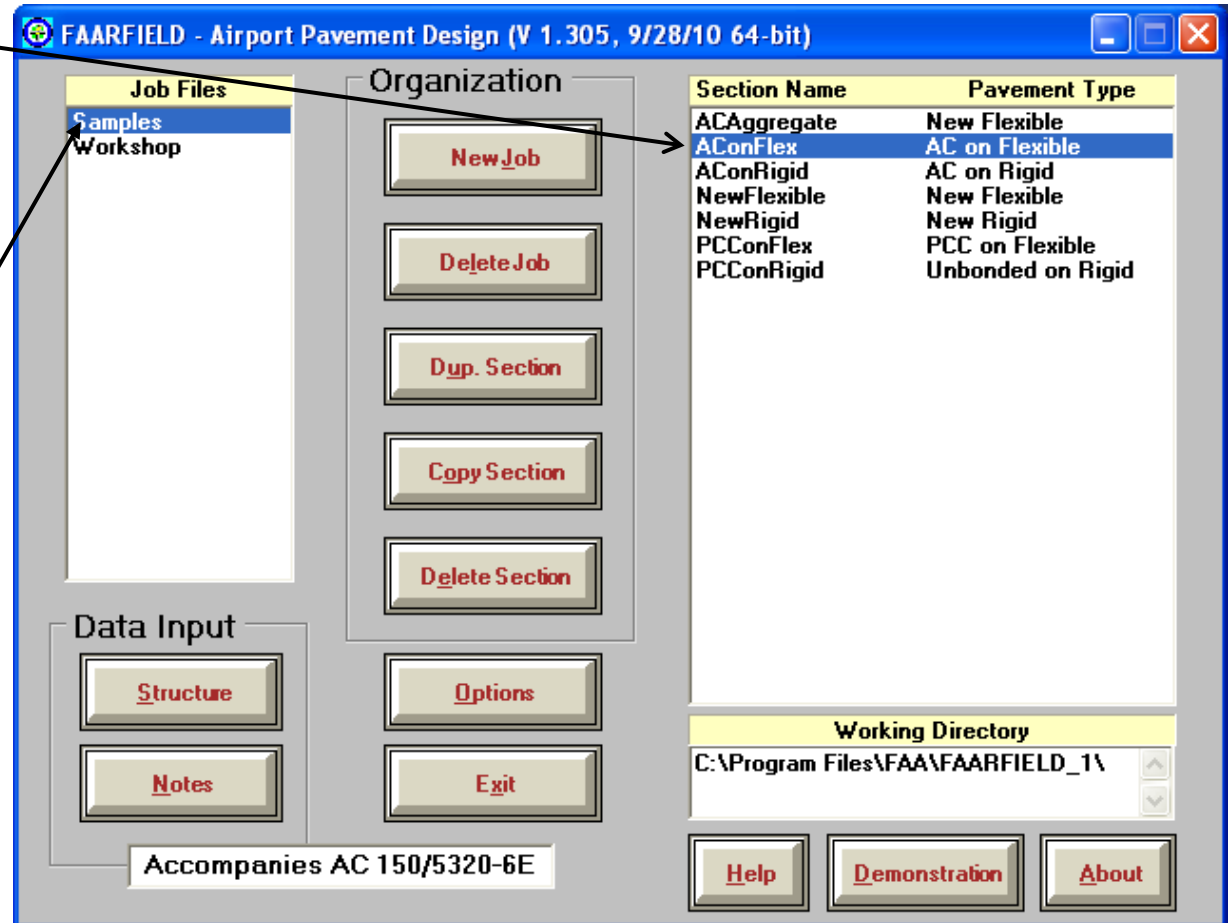 FAARFIELD - Airport Pavement Design (V 1.305, 9/28/10 64-bit)
Job Files
Samples
Workshop
Organization
New Job
Delete Job
Dup. Section
Copy Section
Delete Section
Data Input
Structure
Notes
Options
Exit
Accompanies AC 150/5320-6E
Section Name Pavement Type
ACAggregate New Flexible
AConFlex AC on Flexible
AConRigid AC on Rigid
NewFlexible New Flexible
NewRigid New Rigid
PCConFlex PCC on Flexible
PCConRigid Unbonded on Rigid
Working Directory
C:\Program Files\FAA\FAARFIELD_1\
Help Demonstration About